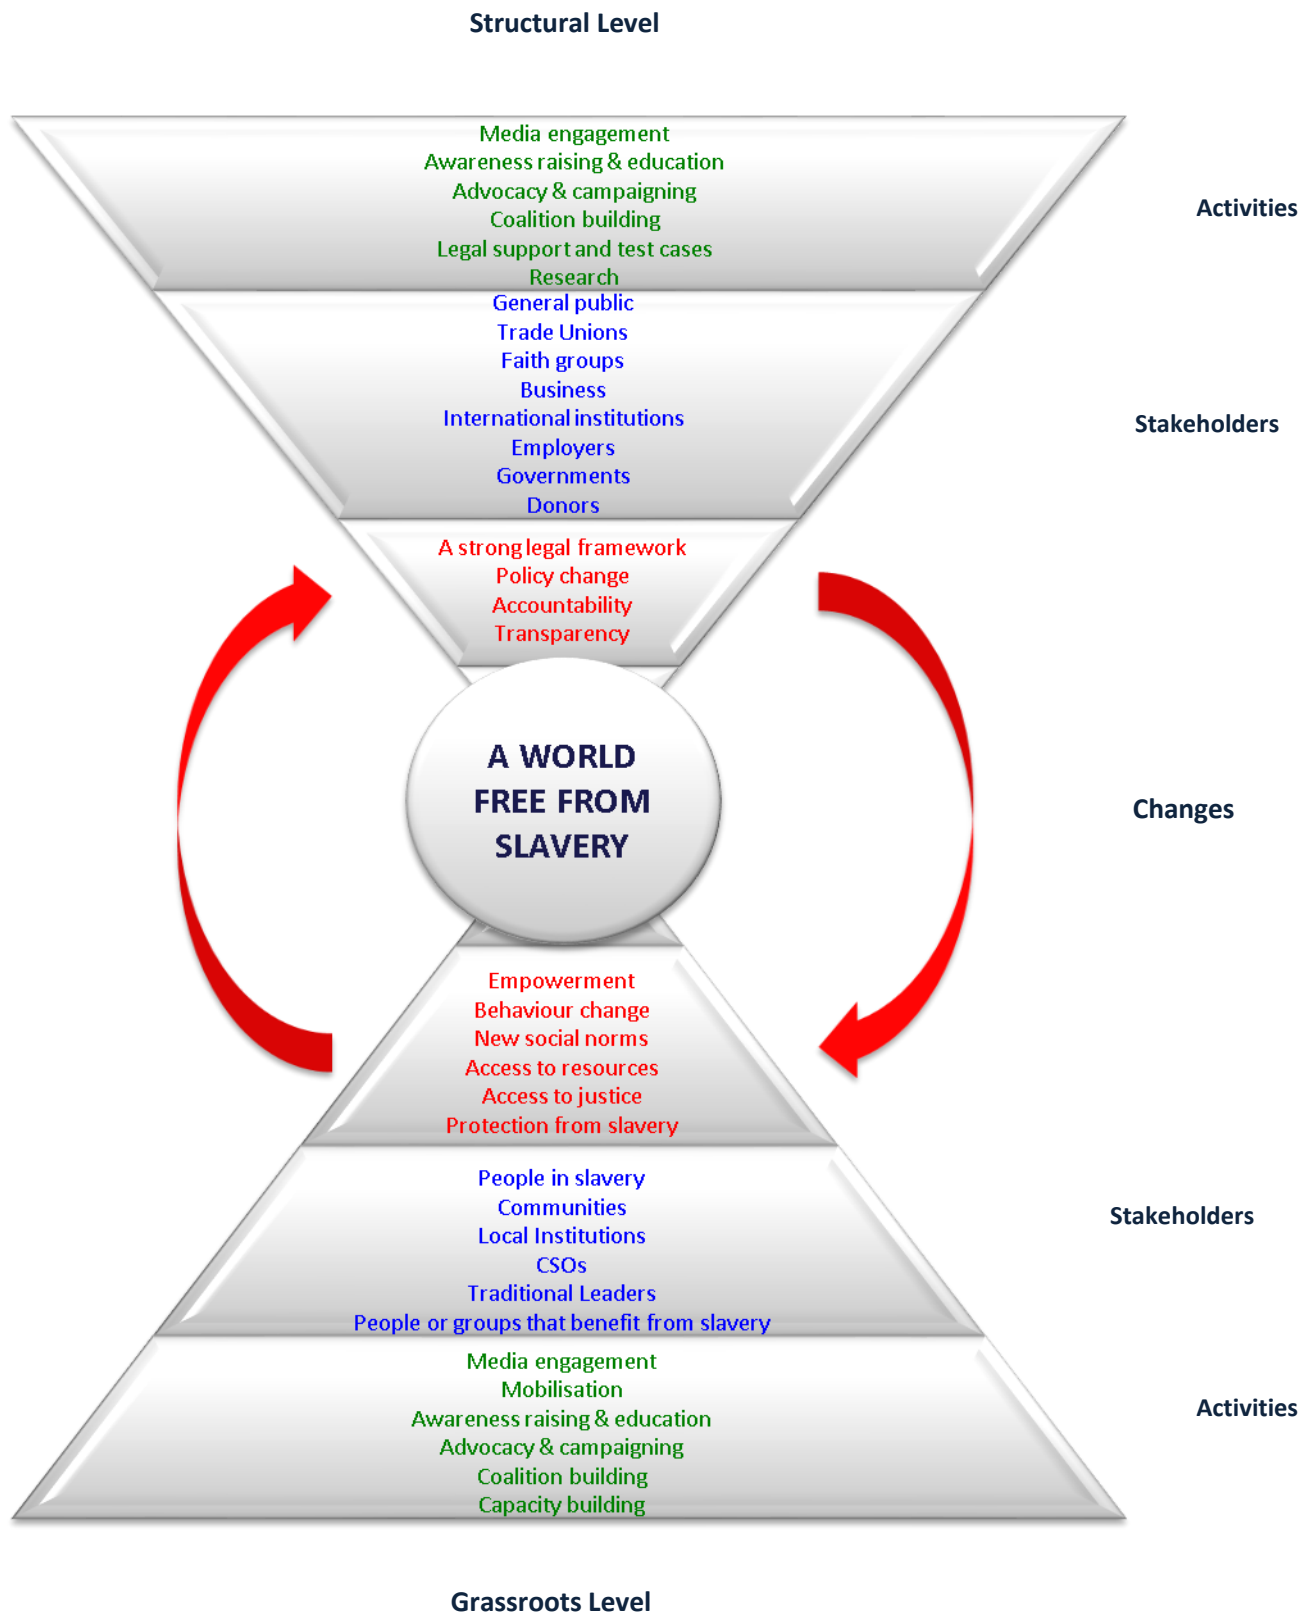 Structural Level
Media engagement
Awareness raising & education
Advocacy & campaigning
Coalition building
Legal support and test cases
Research
Activities
General public
Trade Unions
Faith groups
Business
International institutions
Employers
Governments
Donors
Stakeholders
A strong legal framework
Policy change
Accountability
Transparency
A WORLD
FREE FROM
SLAVERY
Changes
Empowerment
Behaviour change
New social norms
Access to resources
Access to justice
Protection from slavery
People in slavery
Communities
Local Institutions
CSOs
Traditional Leaders
People or groups that benefit from slavery
Stakeholders
Media engagement
Mobilisation
Awareness raising & education
Advocacy & campaigning
Coalition building
Capacity building
Activities
Grassroots Level